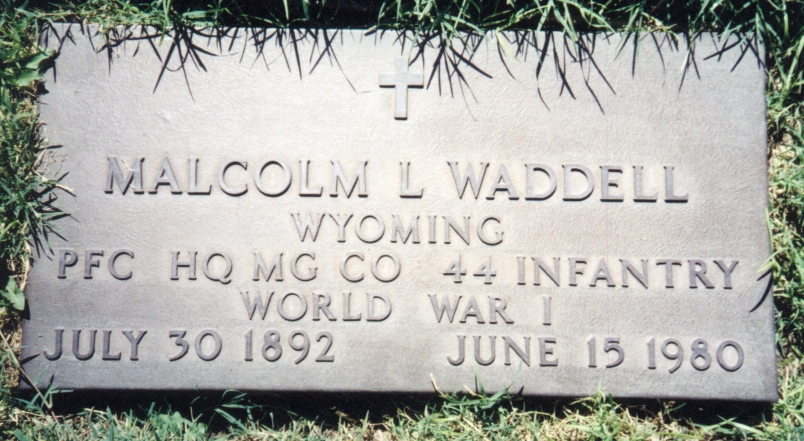 MALCOLM L WADDELL
WYOMING
PFC HQ MG CO 44 INFANTRY
WORLD WAR I
JULY 30 1892 JUNE 15 1980